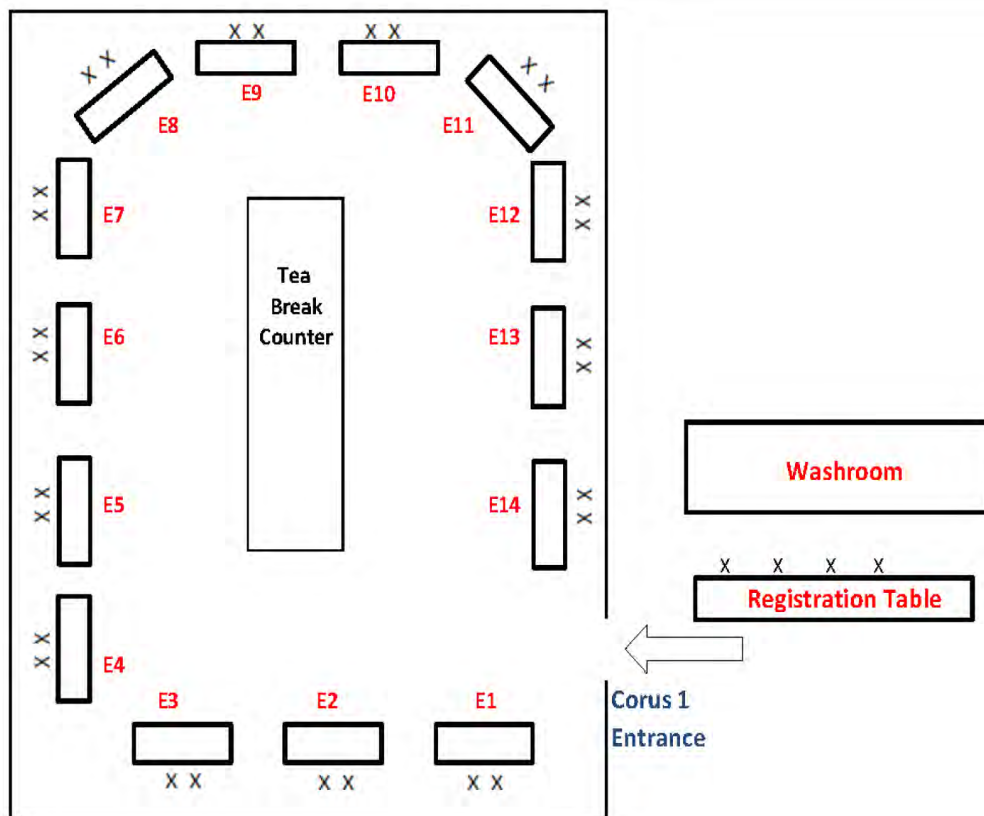 X X
X X
E9
E10
X X
X X
E8
E11
X X
E7
E12
X X
Tea
Break
Counter
X X
E6
E13
X X
Washroom
X X
E5
E14
X X
X X X X
Registration Table
X X
E4
E3
E2
E1
Corus 1
Entrance
X X
X X
X X